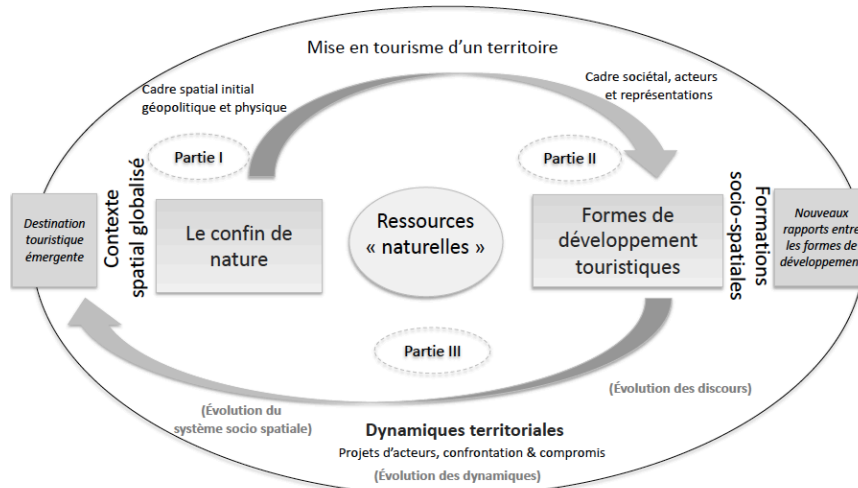 Mise en tourisme d'un territoire
Cadre spatial initial
géopolitique et physique
Cadre sociétal, acteurs
et représentations
Partie I
Partie II
Destination
touristique
émergente
Contexte
spatial globalisé
Le confin de
nature
Ressources
« naturelles »
Formes de
développement
touristiques
Formations
socio-spatiales
Nouveaux
rapports entre
les formes de
développemen
Partie III
(Évolution des discours)
(Évolution du
système socio spatiale)
Dynamiques territoriales
Projets d'acteurs, confrontation & compromis
(Évolution des dynamiques)